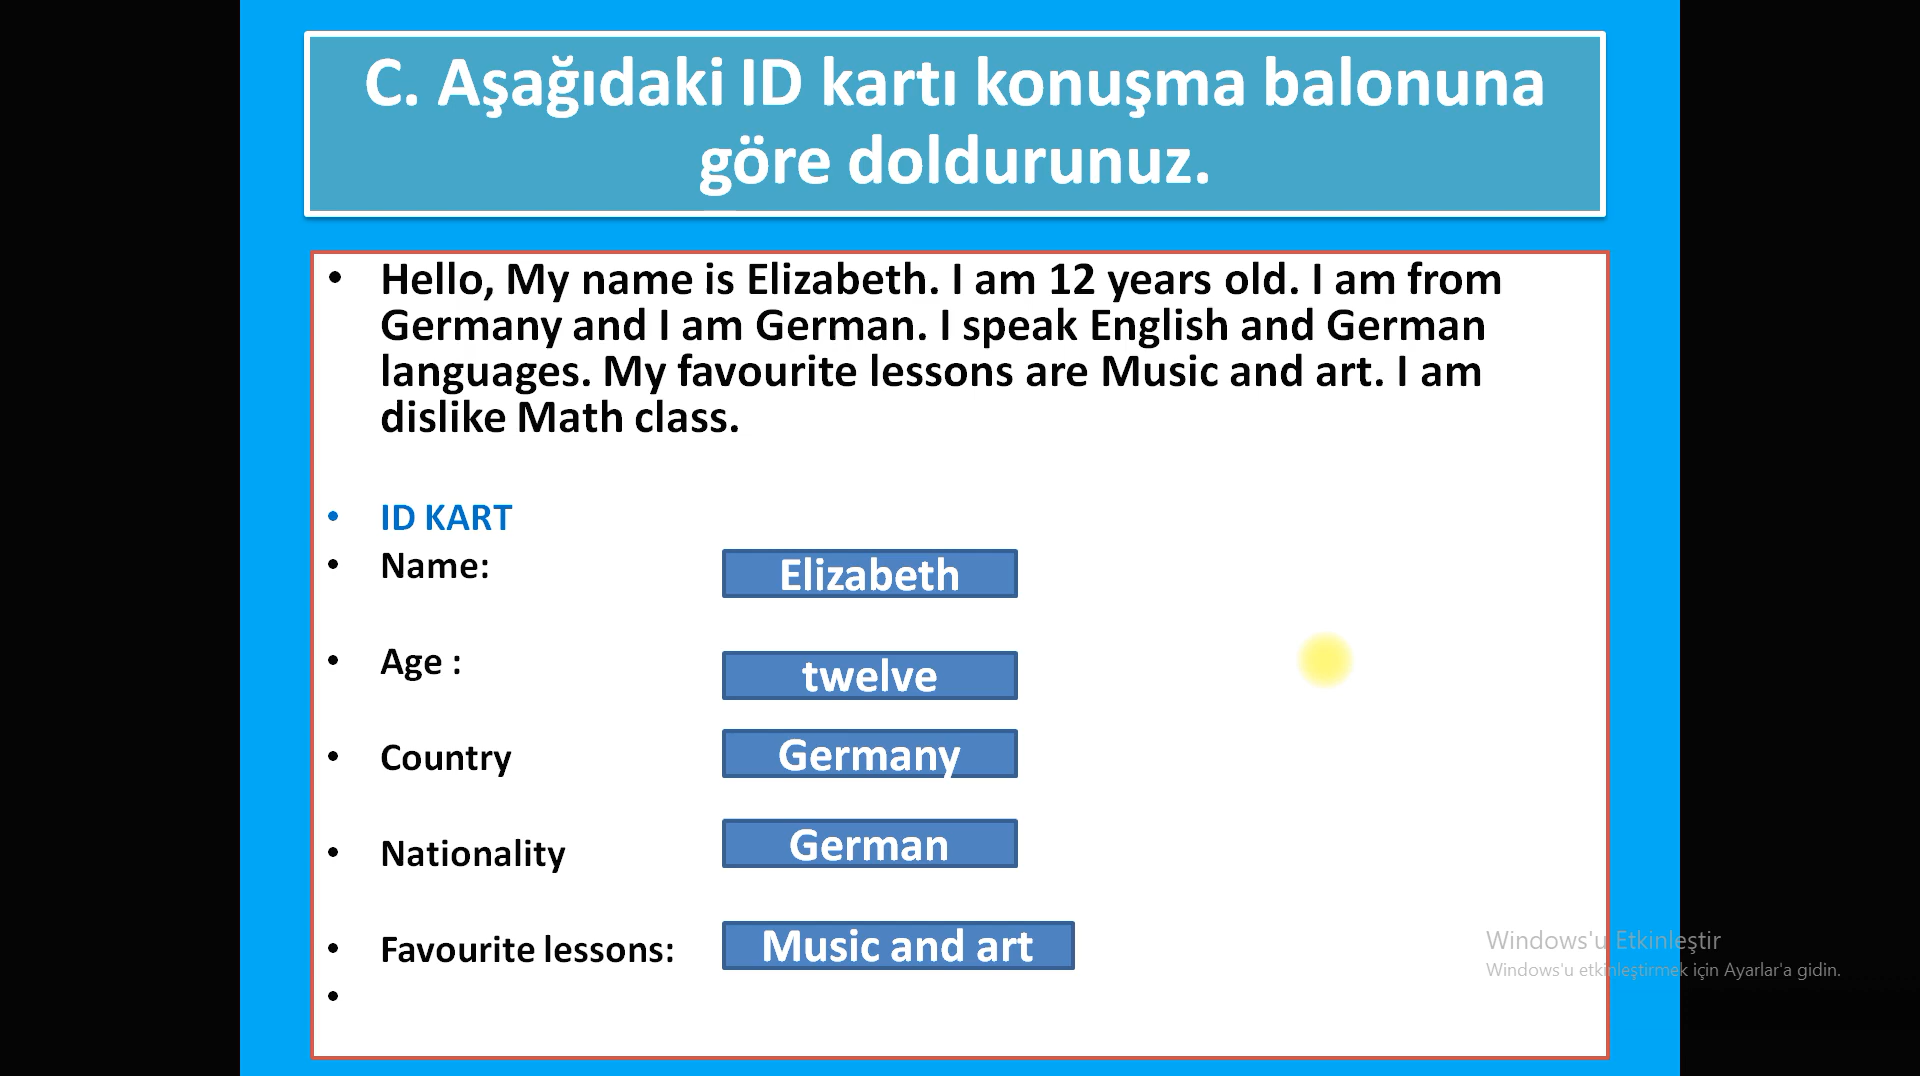 C. Aşağıdaki ID kartı konuşma balonuna
göre doldurunuz.
• Hello, My name is Elizabeth. I am 12 years old. I am from
Germany and I am German. I speak English and German
languages. My favourite lessons are Music and art. I am
dislike Math class.
• ID KART
• Name: Elizabeth
• Age : twelve
• Country Germany
• Nationality German
• Favourite lessons: Music and art
•
Windows'u Etkinleştir
Windows'u etkinleştirmek için Ayarlar'a gidin.